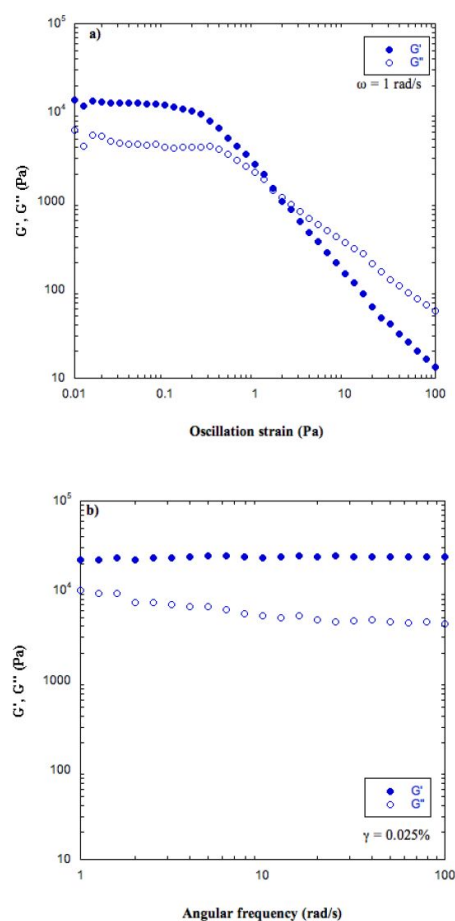 a)
10⁵
10⁴
1000
100
10
G', G'' (Pa)
G'
G''
ω = 1 rad/s
0.01 0.1 1 10 100
Oscillation strain (Pa)
b)
10⁵
10⁴
1000
100
10
G', G'' (Pa)
G'
G''
γ = 0.025%
1 10 100
Angular frequency (rad/s)